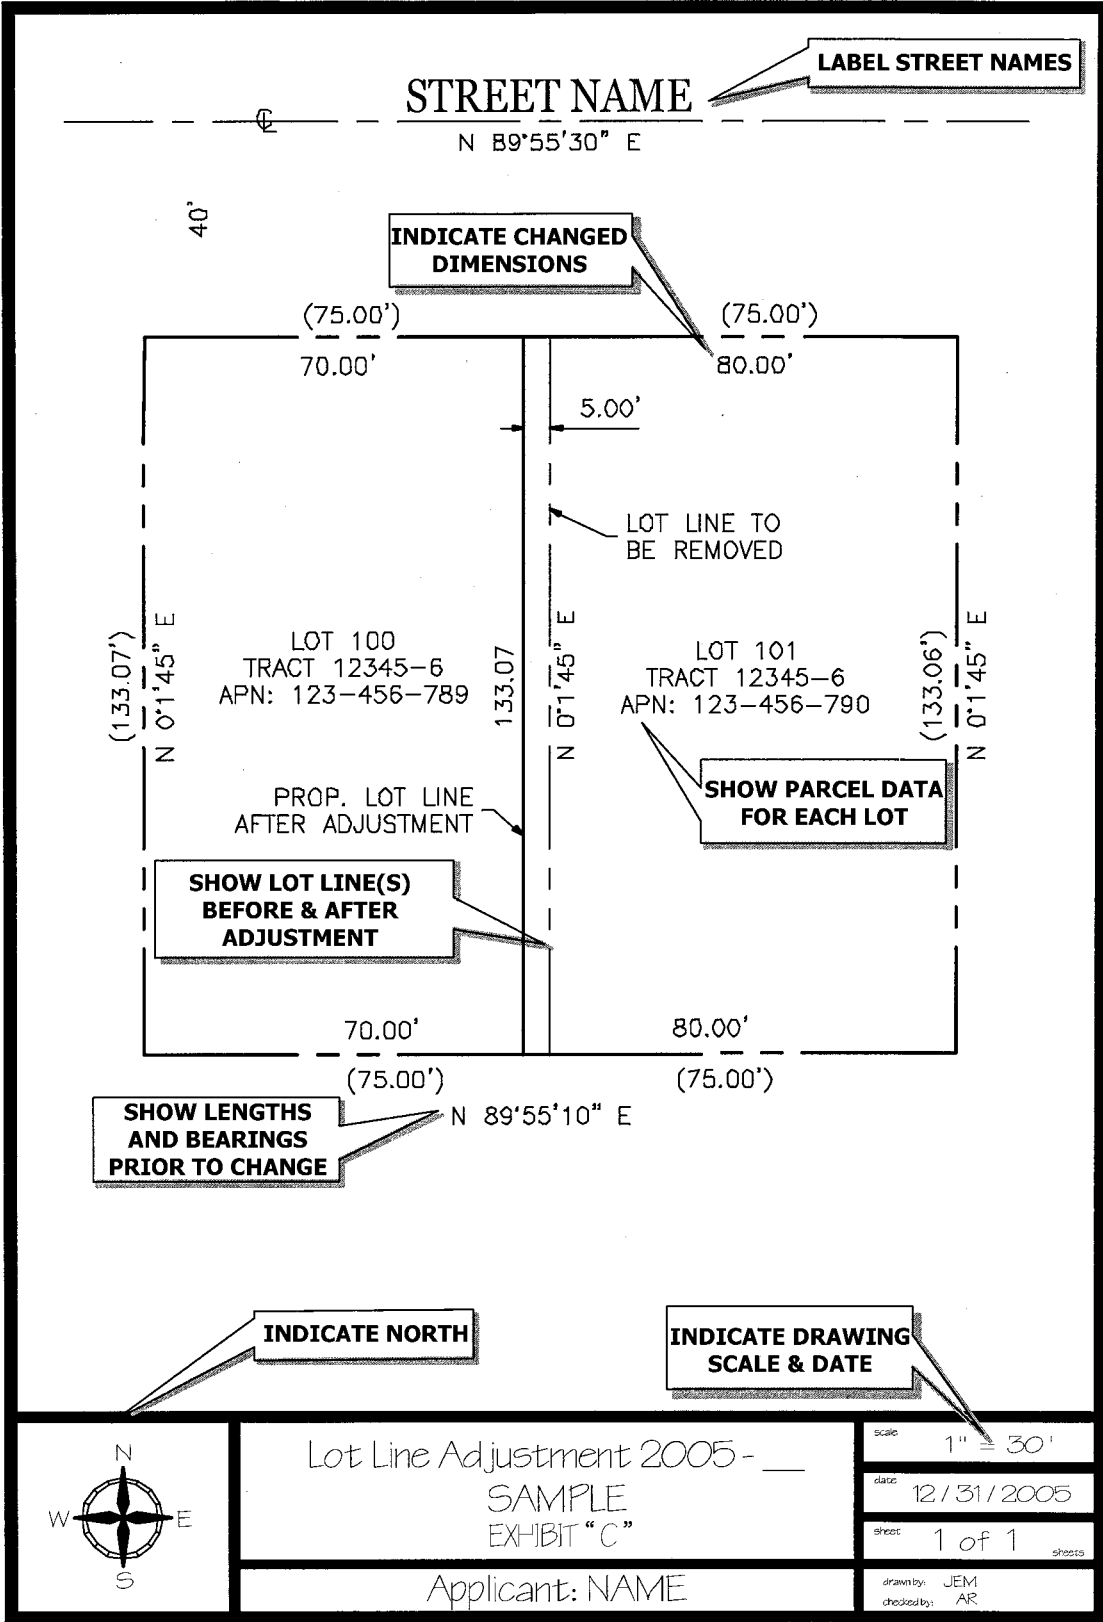 LABEL STREET NAMES
STREET NAME
℄
N 89°55'30" E
40'
INDICATE CHANGED
DIMENSIONS
(75.00')
(75.00')
70.00'
80.00'
5.00'
LOT LINE TO
BE REMOVED
(133.07')
N 0°1'45" E
LOT 100
TRACT 12345-6
APN: 123-456-789
133.07
N 0°1'45" E
LOT 101
TRACT 12345-6
APN: 123-456-790
(133.06')
N 0°1'45" E
SHOW PARCEL DATA
FOR EACH LOT
PROP. LOT LINE
AFTER ADJUSTMENT
SHOW LOT LINE(S)
BEFORE & AFTER
ADJUSTMENT
70.00'
80.00'
(75.00')
(75.00')
N 89°55'10" E
SHOW LENGTHS
AND BEARINGS
PRIOR TO CHANGE
INDICATE NORTH
INDICATE DRAWING
SCALE & DATE
N
W
E
S
Lot Line Adjustment 2005-__
SAMPLE
EXHIBIT "C"
Applicant: NAME
scale 1" = 30'
date 12/31/2005
sheet 1 of 1 sheets
drawn by: JEM
checked by: AR